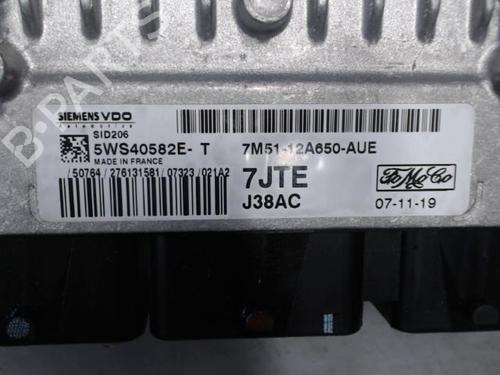 SIEMENS VDO
Automotive
SID206
5WS40582E- T 7M51-12A650-AUE
MADE IN FRANCE
/50764/276131581/07323/021A2
7JTE
J38AC
FoMoCo
07-11-19
B-PARTS